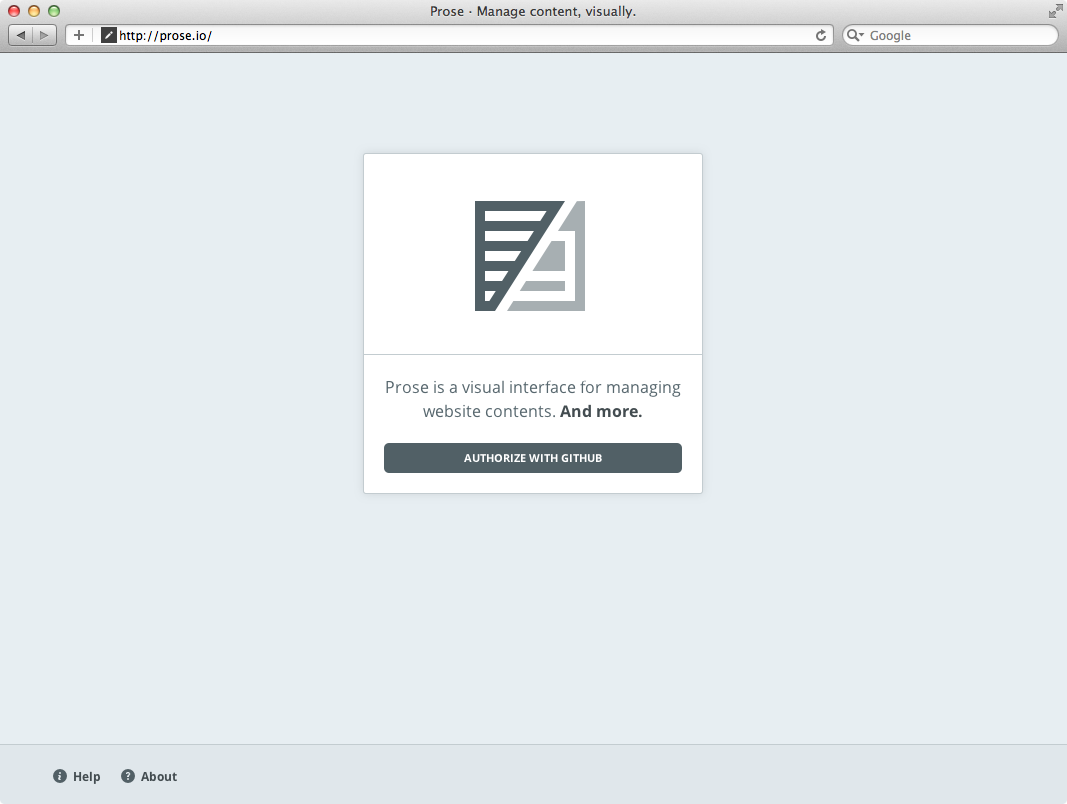 Prose · Manage content, visually.
http://prose.io/
Google
Prose is a visual interface for managing
website contents. And more.
AUTHORIZE WITH GITHUB
Help
About